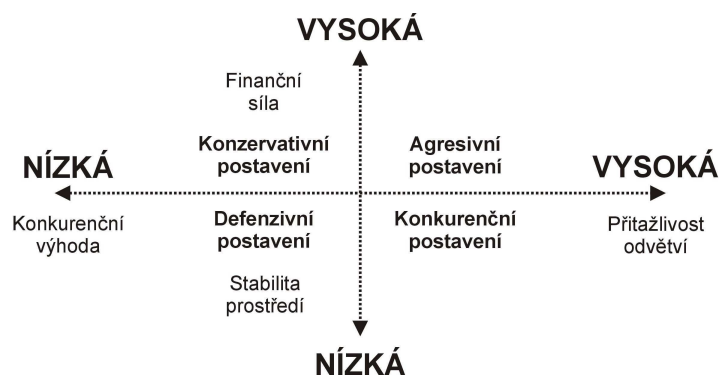 VYSOKÁ
Finanční
síla
Konzervativní
postavení
Agresivní
postavení
NÍZKÁ
VYSOKÁ
Konkurenční
výhoda
Defenzivní
postavení
Konkurenční
postavení
Přitažlivost
odvětví
Stabilita
prostředí
NÍZKÁ